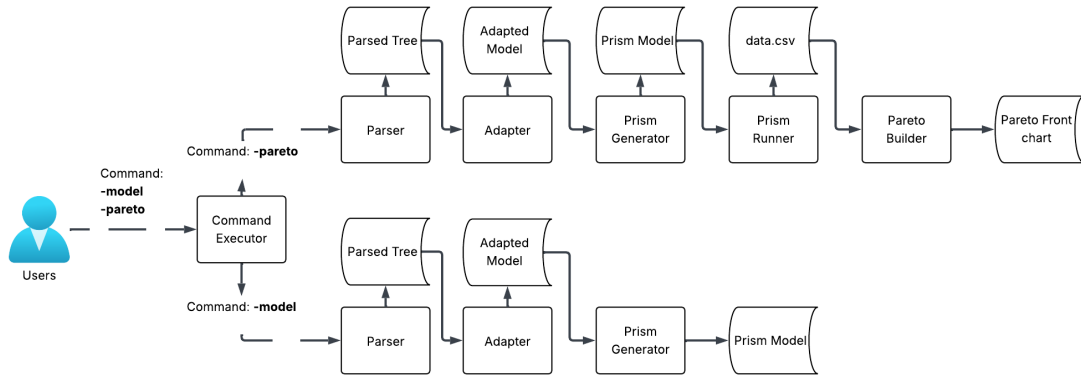 Parsed Tree
Adapted
Model
Prism Model
data.csv
Parser
Adapter
Prism
Generator
Prism
Runner
Pareto
Builder
Pareto Front
chart
Command: -pareto
Command:
-model
-pareto
Command
Executor
Users
Command: -model
Parsed Tree
Adapted
Model
Parser
Adapter
Prism
Generator
Prism Model